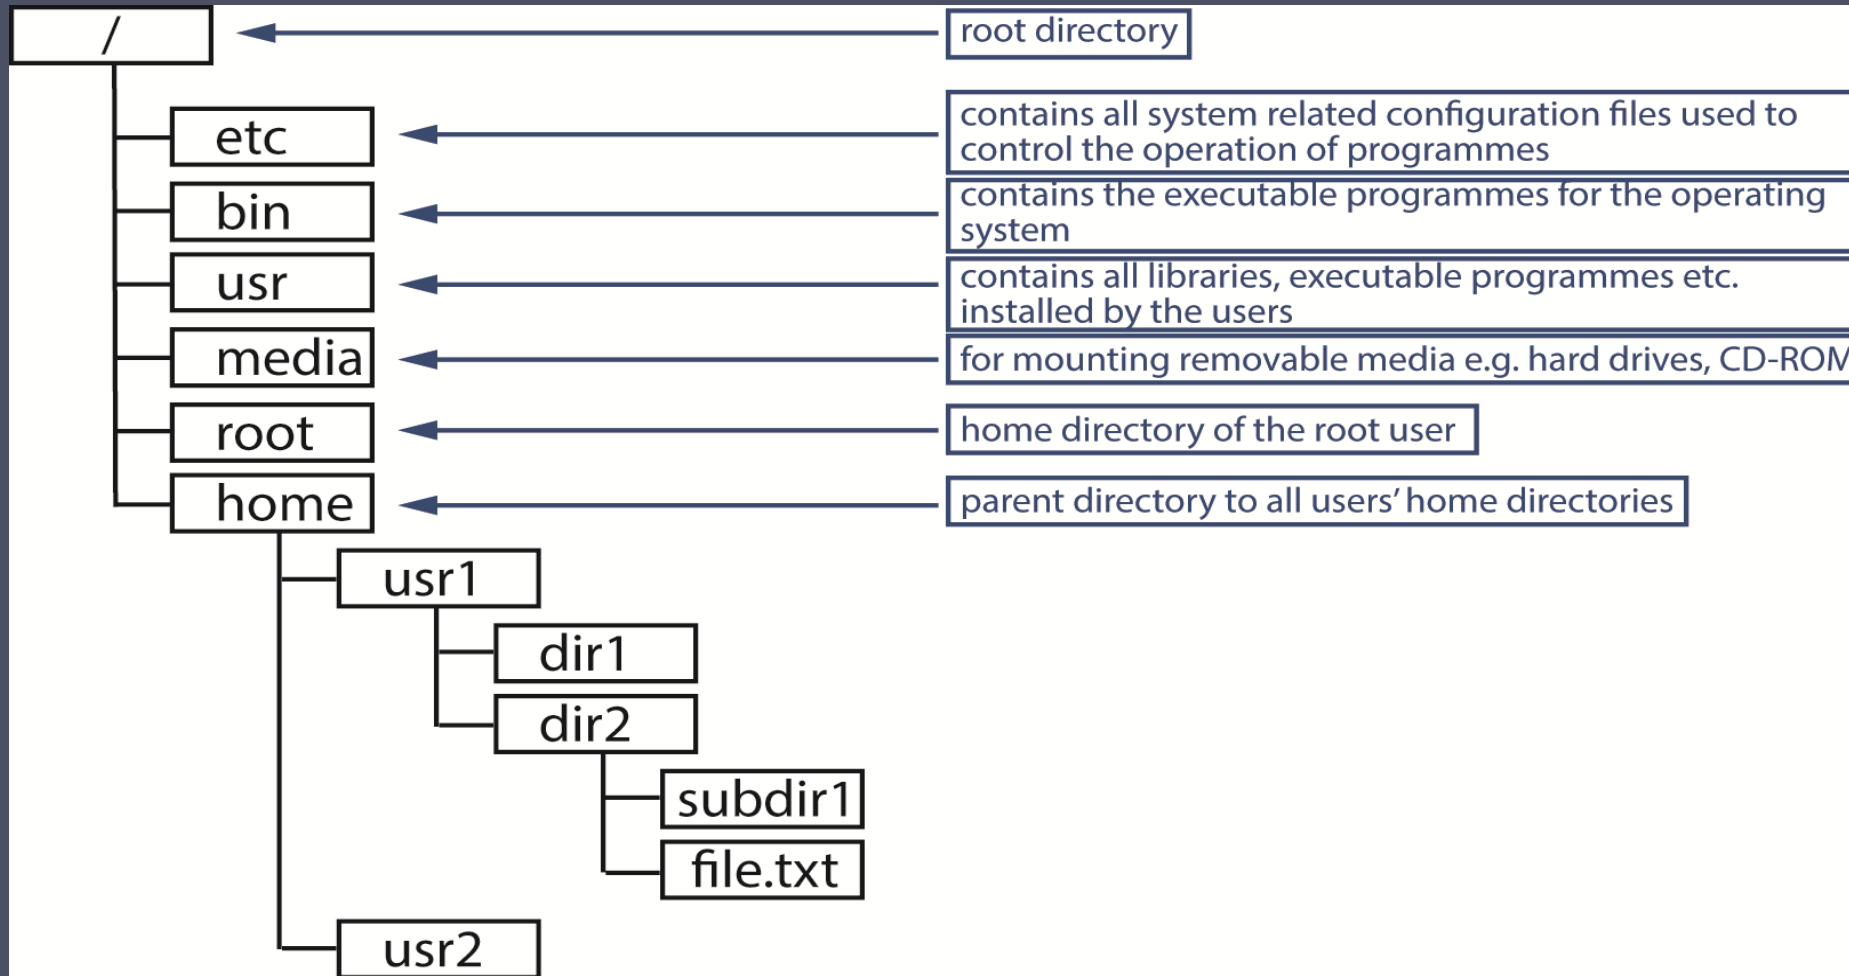 /
root directory
etc
contains all system related configuration files used to
control the operation of programmes
bin
contains the executable programmes for the operating
system
usr
contains all libraries, executable programmes etc.
installed by the users
media
for mounting removable media e.g. hard drives, CD-ROM
root
home directory of the root user
home
parent directory to all users’ home directories
usr1
dir1
dir2
subdir1
file.txt
usr2